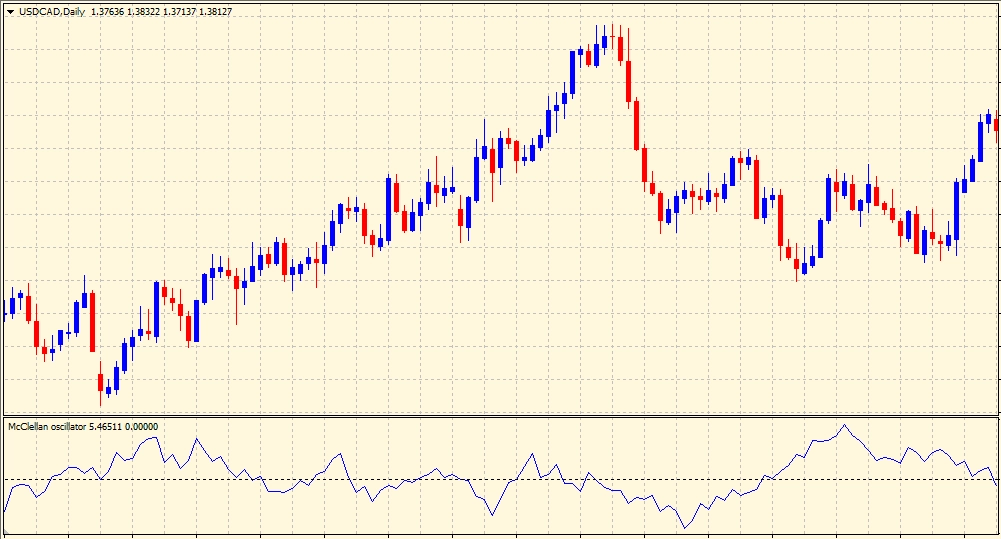 USDCAD,Daily 1.37636 1.38322 1.37137 1.38127
McClellan oscillator 5.46511 0.00000